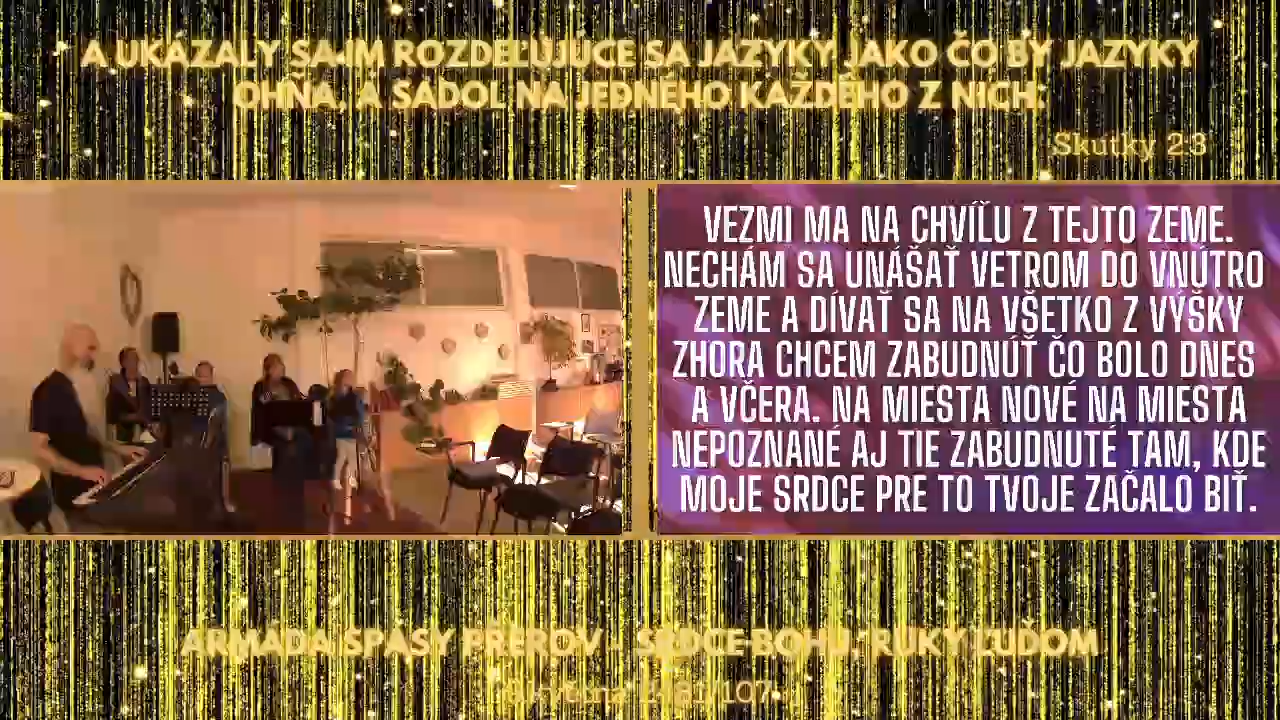 A UKÁZALY SA IM ROZDEĽUJÚCE SA JAZYKY JAKO ČO BY JAZYKY
OHŇA, A SADOL NA JEDNÉHO KAŽDÉHO Z NICH.
Skutky 2:3
VEZMI MA NA CHVÍĽU Z TEJTO ZEME.
NECHÁM SA UNÁŠAŤ VETROM DO VNÚTRO
ZEME A DÍVAŤ SA NA VŠETKO Z VÝŠKY
ZHORA CHCEM ZABUDNÚŤ ČO BOLO DNES
A VČERA. NA MIESTA NOVÉ NA MIESTA
NEPOZNANÉ AJ TIE ZABUDNUTÉ TAM, KDE
MOJE SRDCE PRE TO TVOJE ZAČALO BIŤ.
ARMÁDA SPÁSY PŘEROV - SRDCE BOHU, RUKY ĽUĎOM